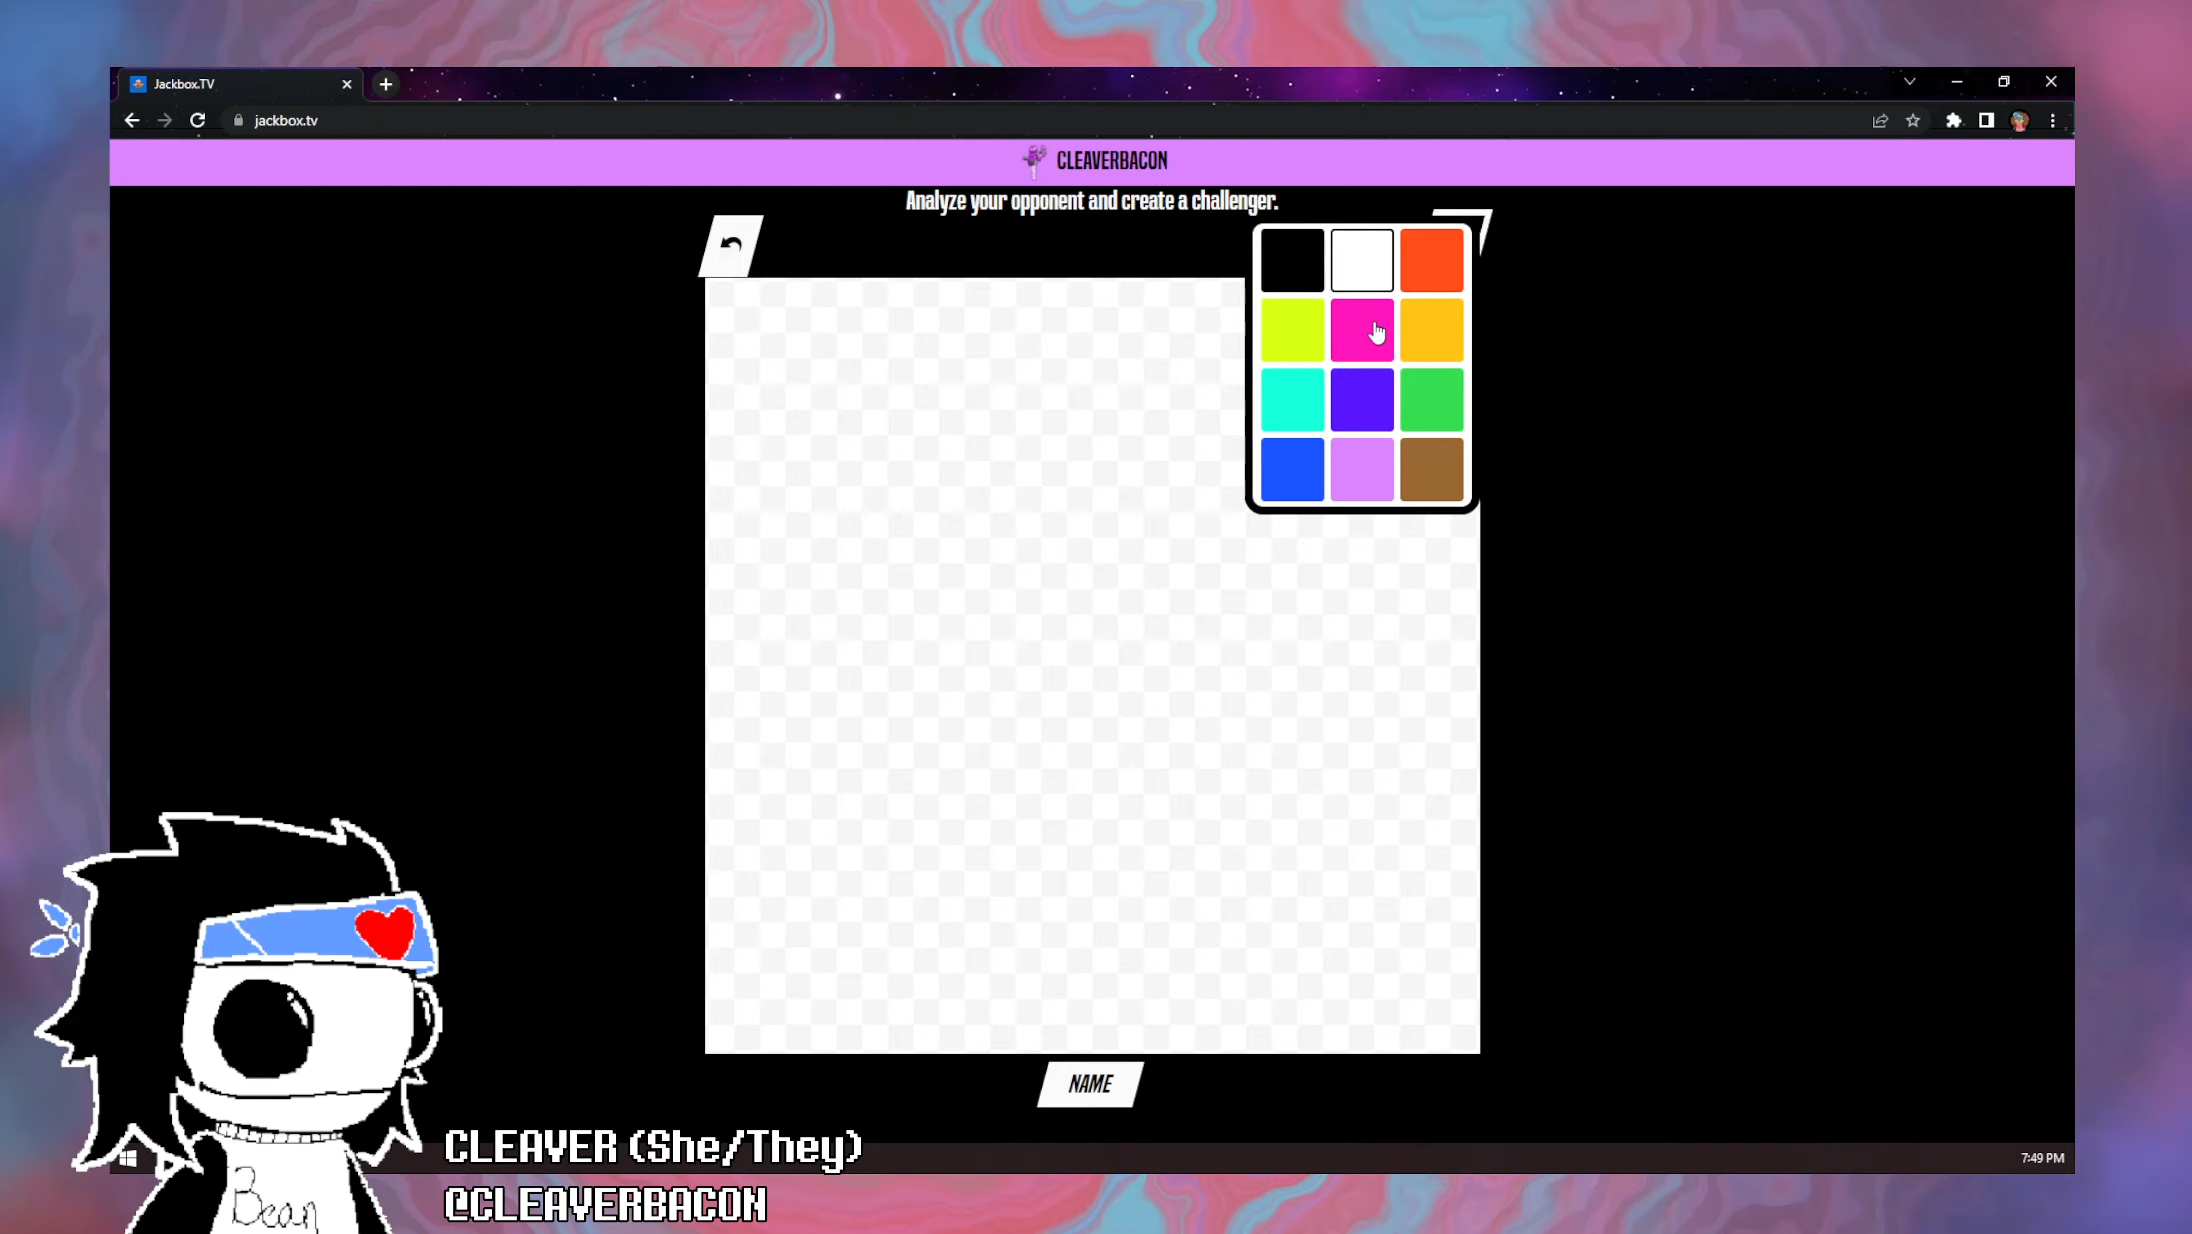 Jackbox.TV
jackbox.tv
CLEAVERBACON
Analyze your opponent and create a challenger.
NAME
7:49 PM
Bean
CLEAVER (She/They)
@CLEAVERBACON